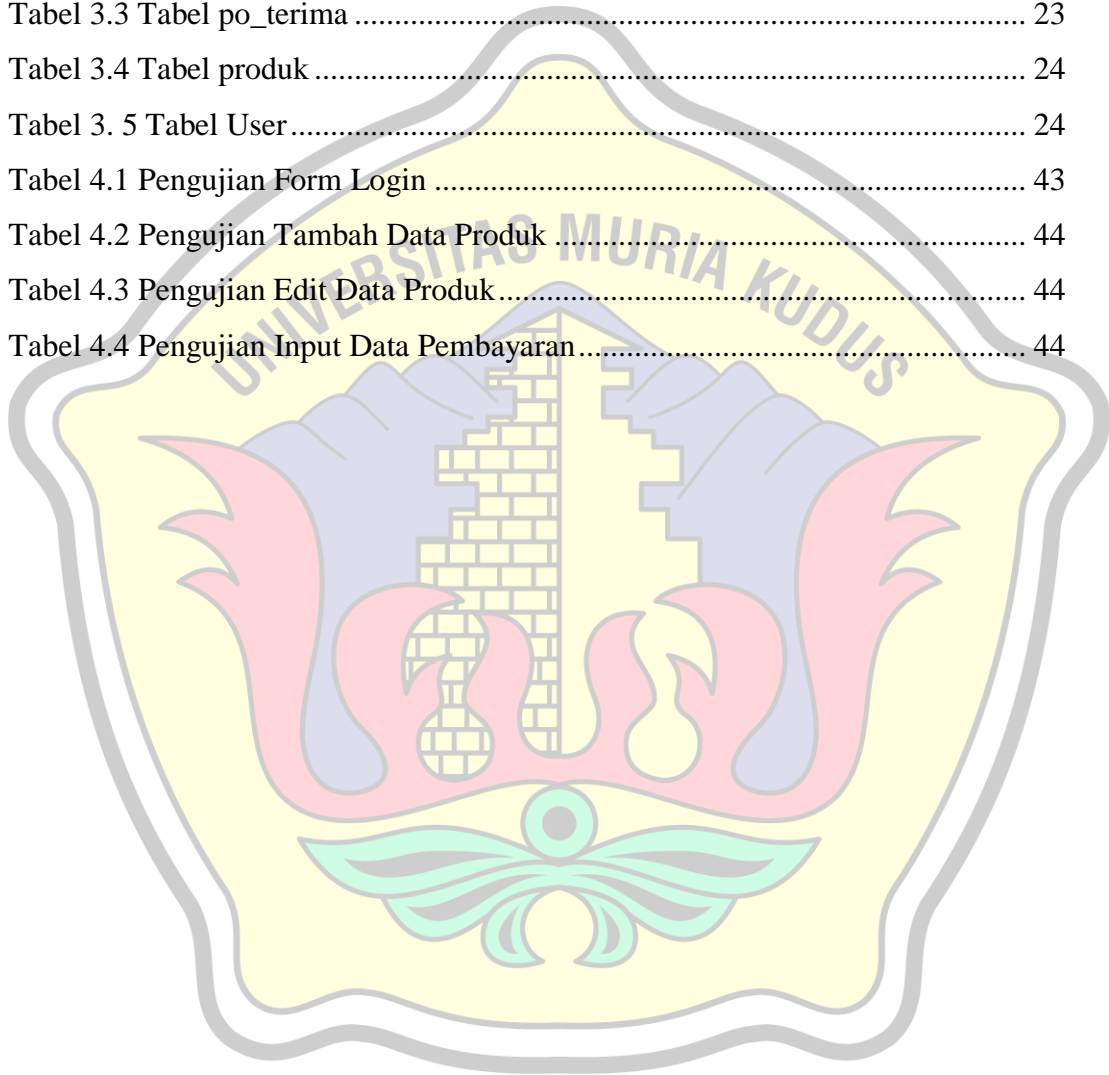 Tabel 3.3 Tabel po_terima ........................................................................................ 23
Tabel 3.4 Tabel produk ............................................................................................. 24
Tabel 3. 5 Tabel User ................................................................................................ 24
Tabel 4.1 Pengujian Form Login .............................................................................. 43
Tabel 4.2 Pengujian Tambah Data Produk .............................................................. 44
Tabel 4.3 Pengujian Edit Data Produk ..................................................................... 44
Tabel 4.4 Pengujian Input Data Pembayaran ........................................................... 44
UNIVERSITAS MURIA KUDUS